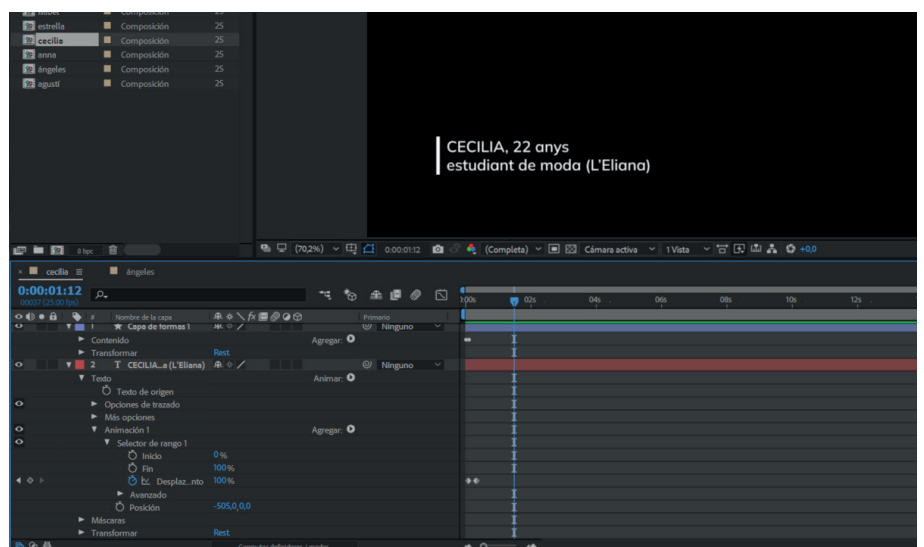 estrella Composición 25
cecilia Composición 25
anna Composición 25
ángeles Composición 25
agustí Composición 25
CECILIA, 22 anys
estudiant de moda (L'Eliana)
8 bpc
(70,2%) 0:00:01:12 (Completa) Cámara activa 1 Vista +0,0
cecilia ángeles
0:00:01:12
00037 (25.00 fps)
02s 04s 06s 08s 10s 12s
# Nombre de la capa Primario
1 Capa de formas 1 Ninguno
Contenido Agregar:
Transformar Rest
2 T CECILIA...a (L'Eliana) Ninguno
Texto Animar:
Texto de origen
Opciones de trazado
Más opciones
Animación 1 Agregar:
Selector de rango 1
Inicio 0%
Fin 100%
Desplaz...nto 100%
Avanzado
Posición -505,0,0,0
Máscaras
Transformar Rest